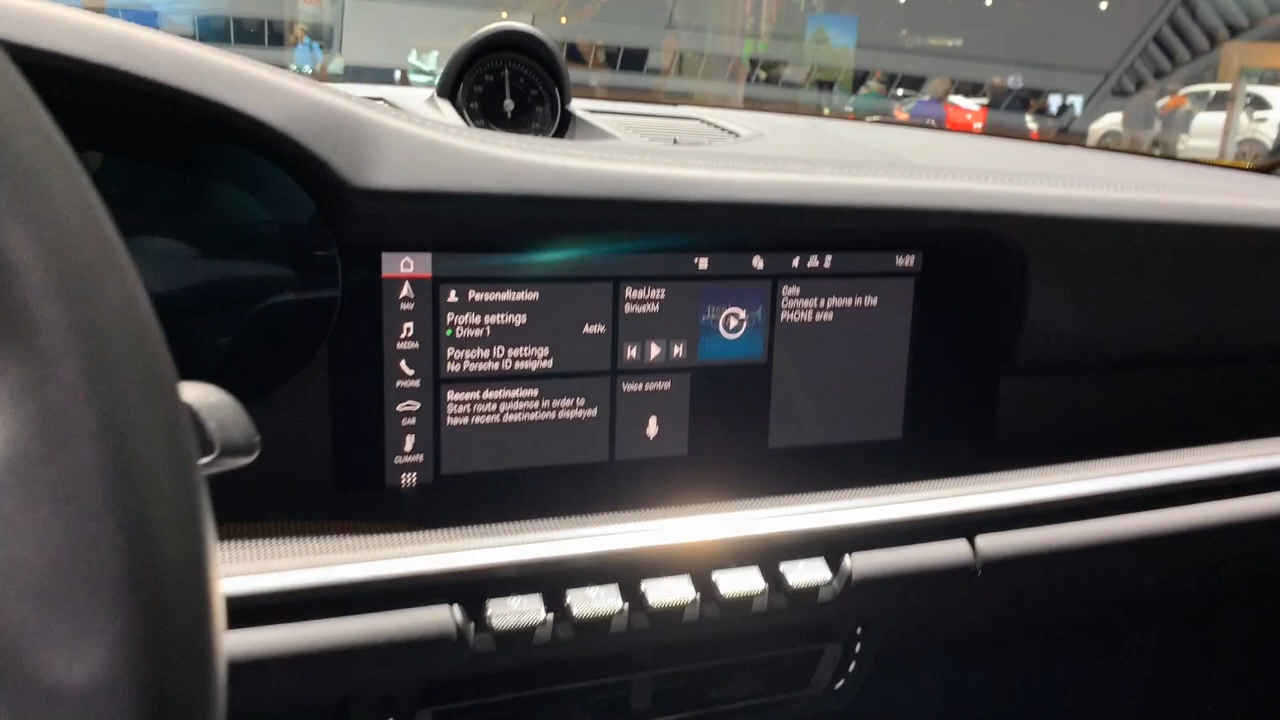 16:22
NAV
MEDIA
PHONE
CAR
CLIMATE
Personalization
Profile settings
Driver 1
Activ.
Porsche ID settings
No Porsche ID assigned
Recent destinations
Start route guidance in order to
have recent destinations displayed
RealJazz
SiriusXM
Voice control
Calls
Connect a phone in the
PHONE area